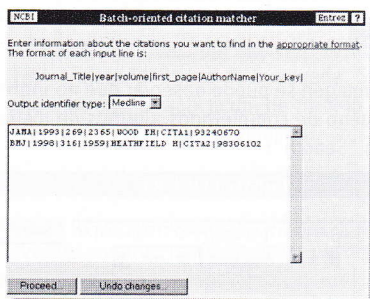 NCBI Batch-oriented citation matcher Entrez ?
Enter information about the citations you want to find in the appropriate format.
The format of each input line is:
Journal_Title|year|volume|first_page|AuthorName|Your_key|
Output identifier type: Medline
JAMA|1993|269|2365|WOOD EH|CITA1|93240670
BMJ|1998|316|1959|HEATHFIELD H|CITA2|98306102
Proceed... Undo changes...